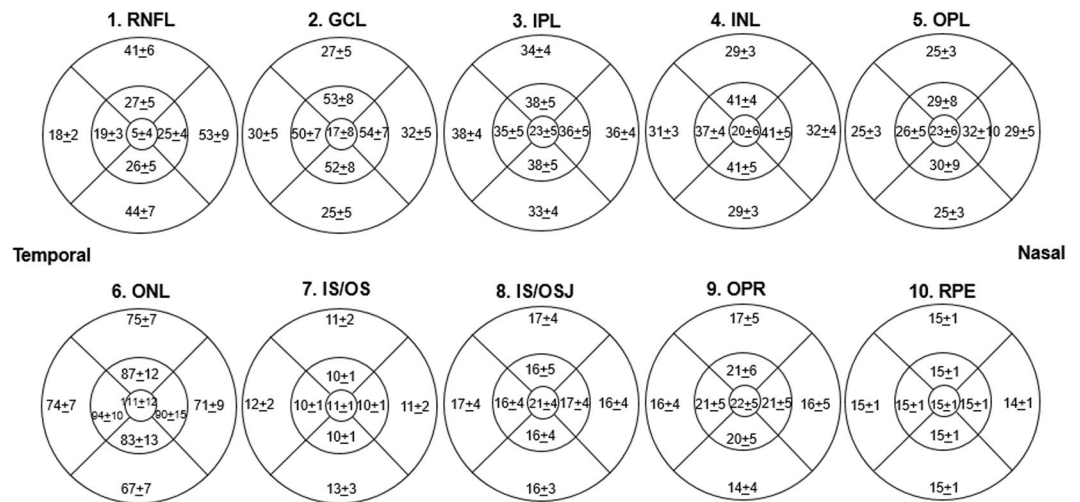 1. RNFL 2. GCL 3. IPL 4. INL 5. OPL
41±6 27±5 34±4 29±3 25±3
27±5 53±8 38±5 41±4 29±8
18±2 19±3 5±4 25±4 53±9 30±5 50±7 17±8 54±7 32±5 38±4 35±5 23±5 36±5 36±4 31±3 37±4 20±6 41±5 32±4 25±3 26±5 23±6 32±10 29±5
26±5 52±8 38±5 41±5 30±9
44±7 25±5 33±4 29±3 25±3
Temporal Nasal
6. ONL 7. IS/OS 8. IS/OSJ 9. OPR 10. RPE
75±7 11±2 17±4 17±5 15±1
87±12 10±1 16±5 21±6 15±1
74±7 94±10 111±12 90±15 71±9 12±2 10±1 11±1 10±1 11±2 17±4 16±4 21±4 17±4 16±4 16±4 21±5 22±5 21±5 16±5 15±1 15±1 15±1 15±1 14±1
83±13 10±1 16±4 20±5 15±1
67±7 13±3 16±3 14±4 15±1